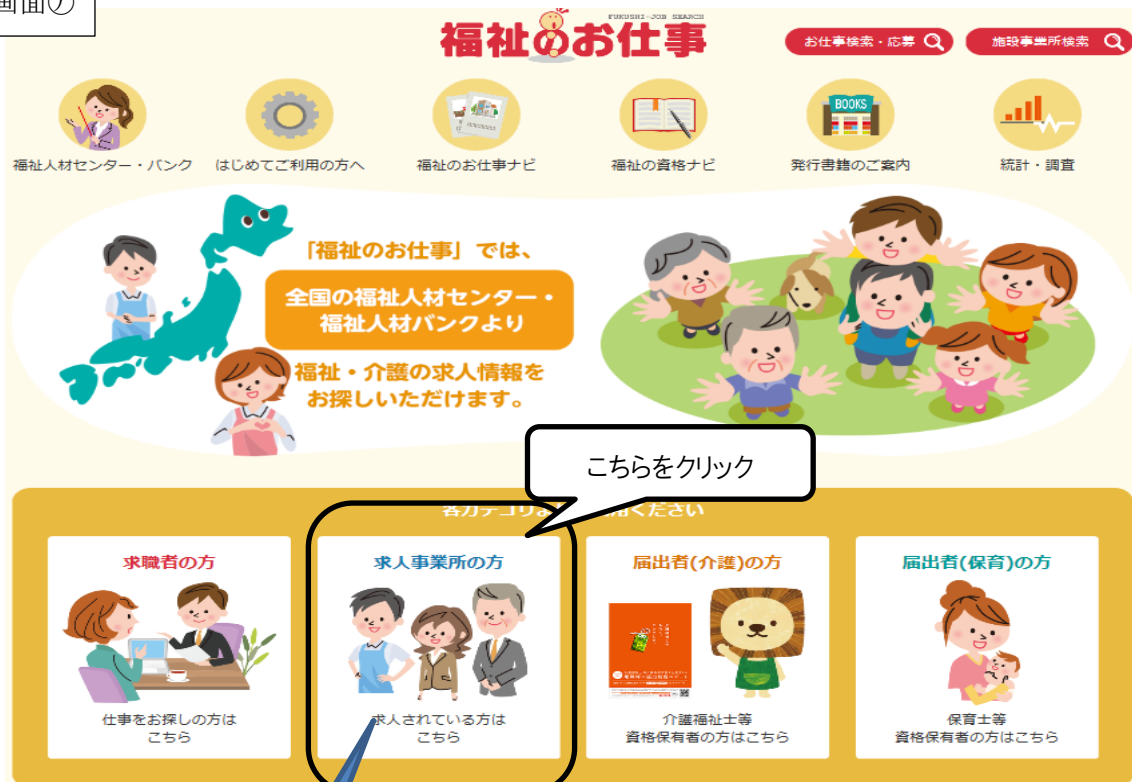 画面の
FUKUSHI-JOB SEARCH
福祉のお仕事
お仕事検索・応募
施設事業所検索
福祉人材センター・バンク
はじめてご利用の方へ
福祉のお仕事ナビ
福祉の資格ナビ
BOOKS
発行書籍のご案内
統計・調査
「福祉のお仕事」では、
全国の福祉人材センター・
福祉人材バンクより
福祉・介護の求人情報を
お探しいただけます。
こちらをクリック
各カテゴリよ
ください
求職者の方
仕事をお探しの方は
こちら
求人事業所の方
求人されている方は
こちら
届出者(介護)の方
介護福祉士等
資格保有者の方はこちら
届出者(保育)の方
保育士等
資格保有者の方はこちら